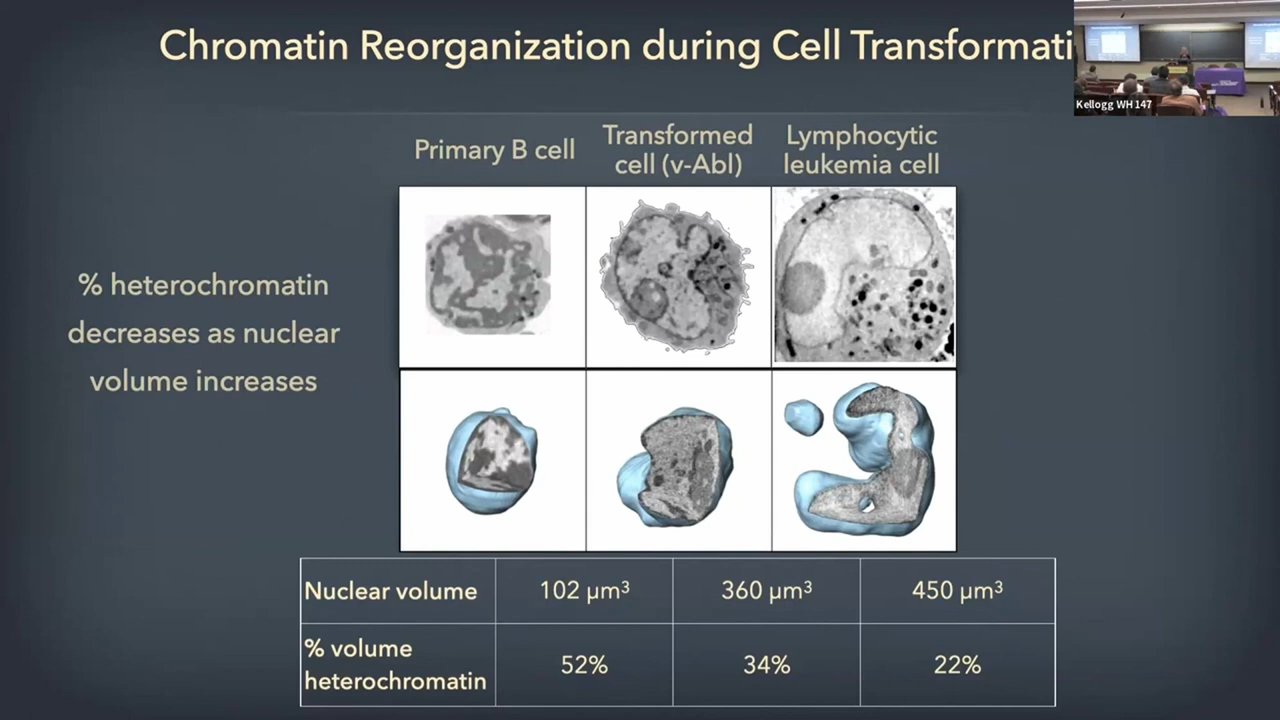 Chromatin Reorganization during Cell Transformati
Kellogg WH 147
Primary B cell
Transformed
cell (v-Abl)
Lymphocytic
leukemia cell
% heterochromatin
decreases as nuclear
volume increases
Nuclear volume
102 µm³
360 µm³
450 µm³
% volume
heterochromatin
52%
34%
22%